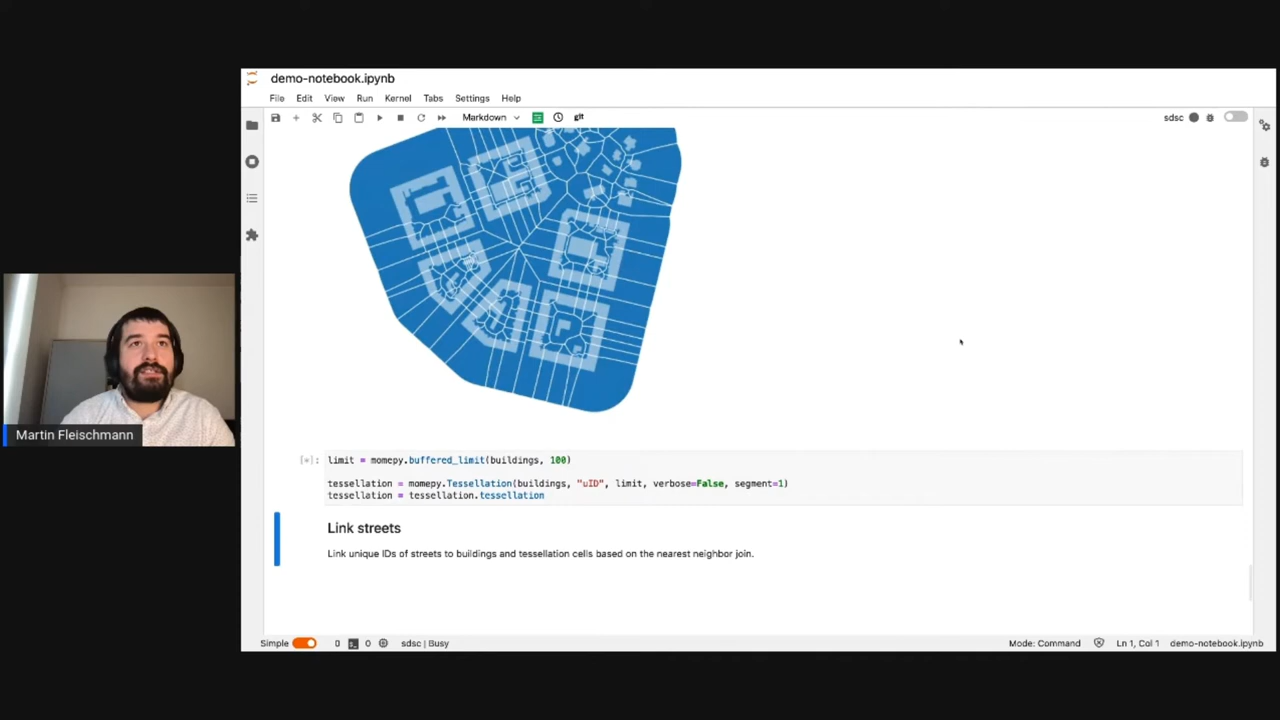 demo-notebook.ipynb
File Edit View Run Kernel Tabs Settings Help
Markdown git sdsc
limit = momepy.buffered_limit(buildings, 100)
[*]:
tessellation = momepy.Tessellation(buildings, "uID", limit, verbose=False, segment=1)
tessellation = tessellation.tessellation
Link streets
Link unique IDs of streets to buildings and tessellation cells based on the nearest neighbor join.
Martin Fleischmann
Simple 0 0 sdsc | Busy Mode: Command Ln 1, Col 1 demo-notebook.ipynb